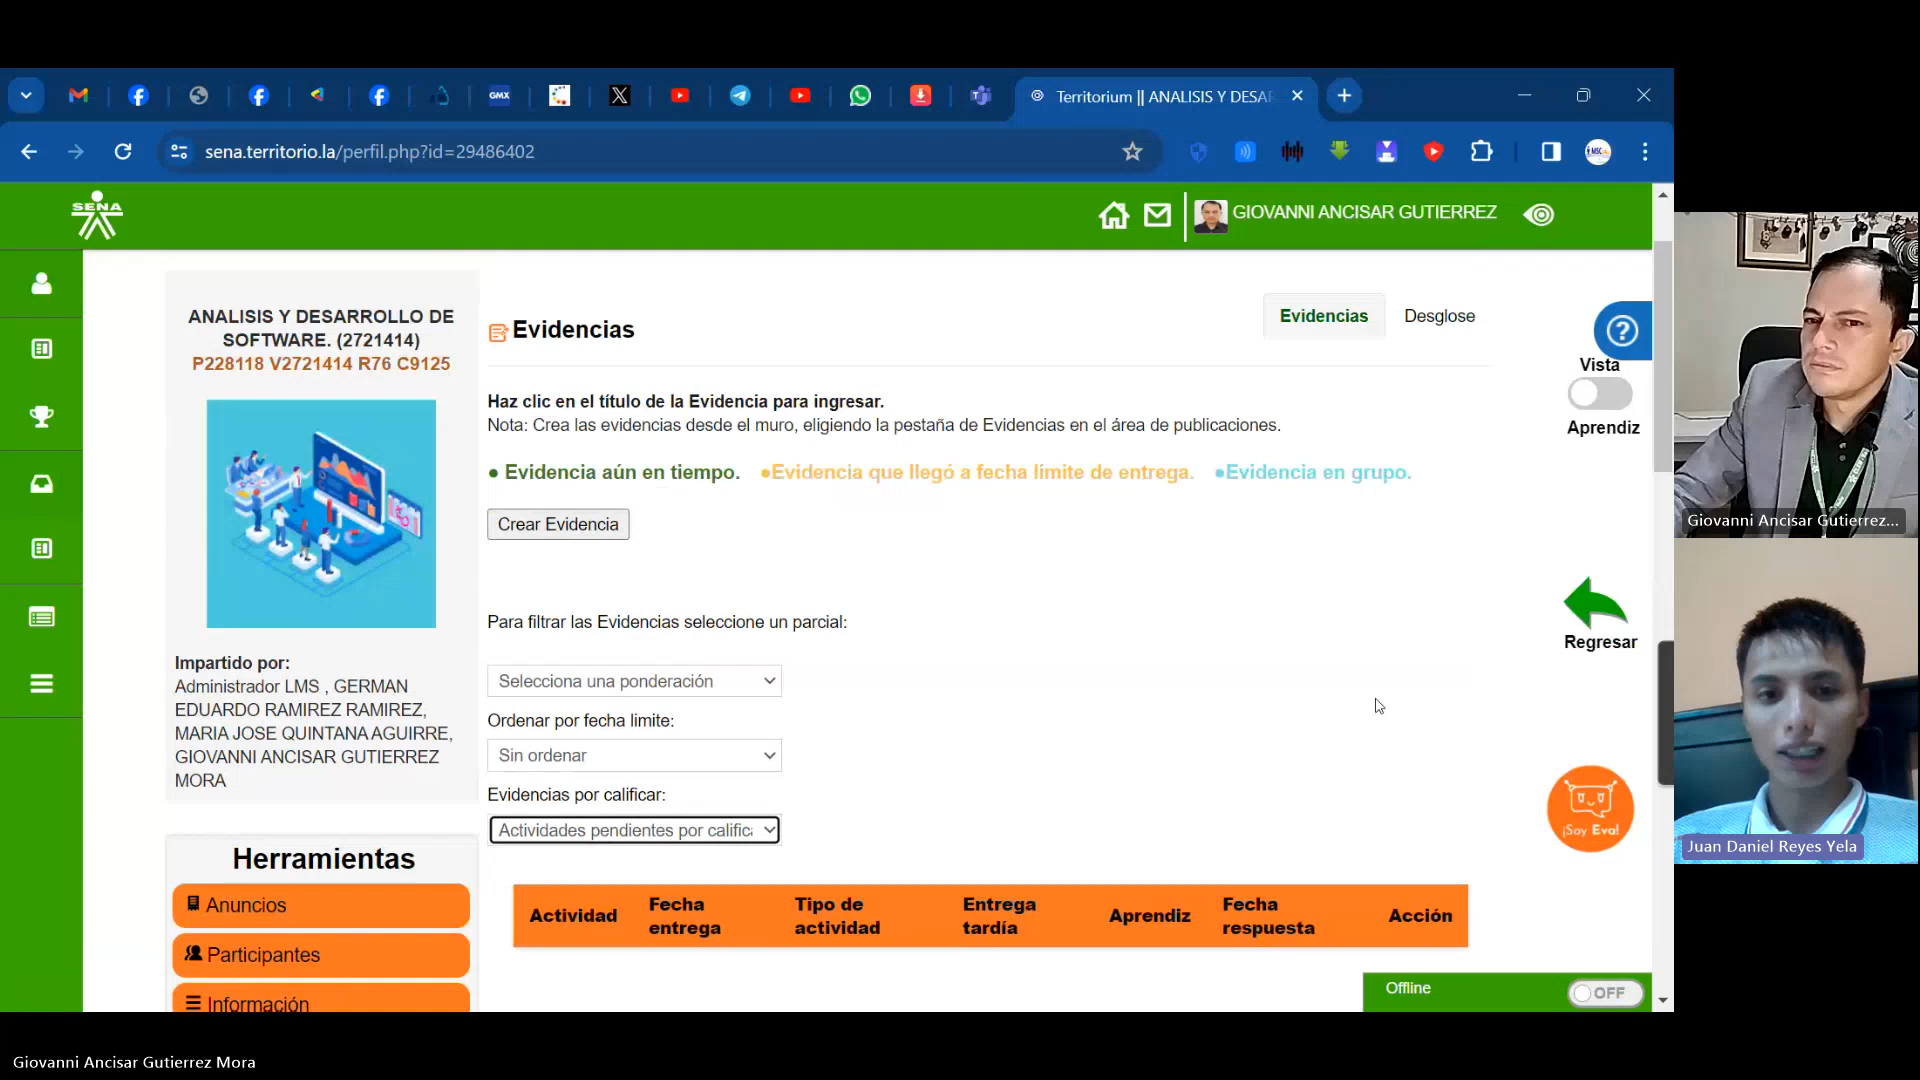 GMX
X
Territorium || ANALISIS Y DESAR
sena.territorio.la/perfil.php?id=29486402
SENA
GIOVANNI ANCISAR GUTIERREZ
ANALISIS Y DESARROLLO DE
SOFTWARE. (2721414)
P228118 V2721414 R76 C9125
Impartido por:
Administrador LMS , GERMAN
EDUARDO RAMIREZ RAMIREZ,
MARIA JOSE QUINTANA AGUIRRE,
GIOVANNI ANCISAR GUTIERREZ
MORA
Herramientas
Anuncios
Participantes
Información
Evidencias
Evidencias
Desglose
Haz clic en el título de la Evidencia para ingresar.
Nota: Crea las evidencias desde el muro, eligiendo la pestaña de Evidencias en el área de publicaciones.
● Evidencia aún en tiempo. ●Evidencia que llegó a fecha límite de entrega. ●Evidencia en grupo.
Crear Evidencia
Para filtrar las Evidencias seleccione un parcial:
Selecciona una ponderación
Ordenar por fecha limite:
Sin ordenar
Evidencias por calificar:
Actividades pendientes por califica
Actividad
Fecha entrega
Tipo de actividad
Entrega tardía
Aprendiz
Fecha respuesta
Acción
Vista
Aprendiz
Regresar
¡Soy Eva!
Offline
OFF
Giovanni Ancisar Gutierrez...
Juan Daniel Reyes Yela
Giovanni Ancisar Gutierrez Mora